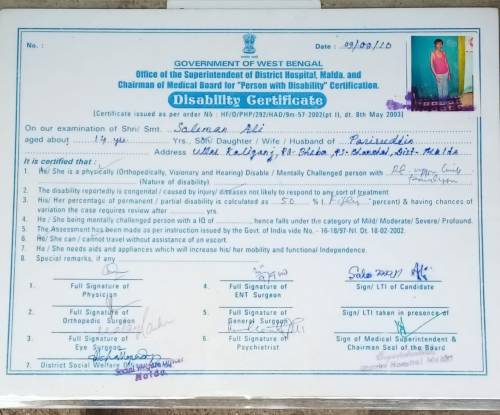 No. : Date : 09/09/10
GOVERNMENT OF WEST BENGAL
Office of the Superintendent of District Hospital, Malda, and
Chairman of Medical Board for "Person with Disability" Certification.
Disability Certificate
[Certificate issued as per order Nb : HF/O/PHP/292/HAD/9m-57-2002(pt I), dt. 8th May 2003]
On our examination of Shri/ Smt. Soleman Ali
aged about 14 yrs Yrs., Son/ Daughter / Wife / Husband of
Address Uttar Kaliganj, Dist- Malda
It is certified that :
1. He/ She is a physically (Orthopedically, Visionary and Hearing) Disable / Mentally Challenged person with
(Nature of disability)
2. The disability reportedly is congenital / caused by injury/ diseases not likely to respond to any sort of treatment
3. His/ Her percentage of permanent / partial disability is calculated as 50 % ( Fifty percent) & having chances of
variation the case requires review after yrs.
4. He / She being mentally challenged person with a IQ of hence falls under the category of Mild/ Moderate/ Severe/ Profound.
5. The Assessment has been made as per instruction issued by the Govt. of India vide No. - 16-18/97-NI. Dt. 18-02-2002.
6. He/ She can / cannot travel without assistance of an escort.
7. He / She needs aids and appliances which will increase his/ her mobility and functional Independence.
8. Special remarks, if any
1. Full Signature of 4. Full Signature of Sign/ LTI of Candidate
Physician ENT Surgeon
2. Full Signature of 5. Full Signature of Sign/ LTI taken in presence of
Orthopedic Surgeon General Surgeon
3. Full Signature of 6. Full Signature of Sign of Medical Superintendent &
Eye Surgeon Psychiatrist Chairman Seal of the Board
7. District Social Welfare Officer
Malda